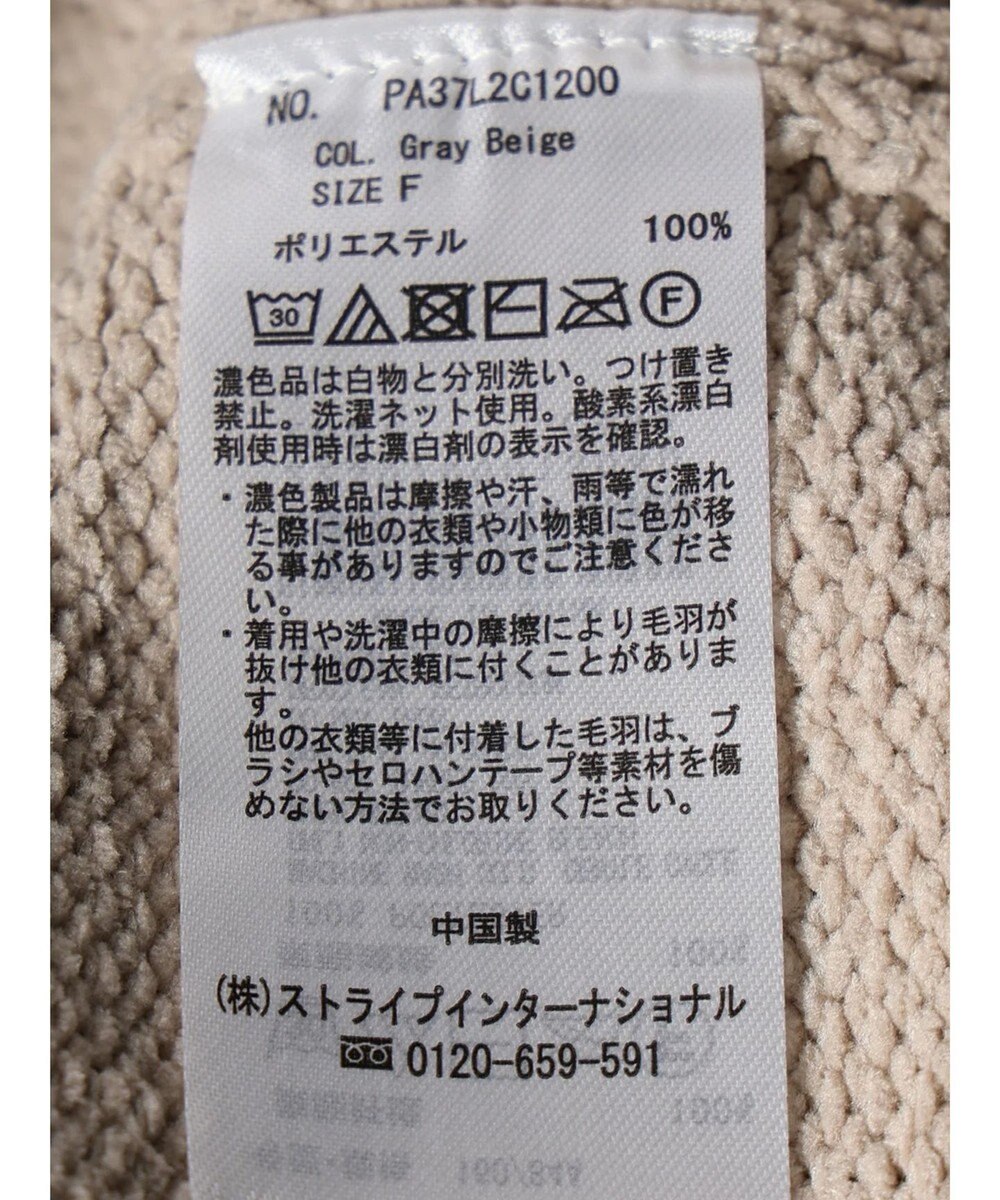 NO. PA37L2C1200
COL. Gray Beige
SIZE F
ポリエステル 100%
30 F
濃色品は白物と分別洗い。つけ置き
禁止。洗濯ネット使用。酸素系漂白
剤使用時は漂白剤の表示を確認。
・濃色製品は摩擦や汗、雨等で濡れ
た際に他の衣類や小物類に色が移
る事がありますのでご注意くださ
い。
・着用や洗濯中の摩擦により毛羽が
抜け他の衣類に付くことがありま
す。
他の衣類等に付着した毛羽は、ブ
ラシやセロハンテープ等素材を傷
めない方法でお取りください。
中国製
(株)ストライプインターナショナル
0120-659-591